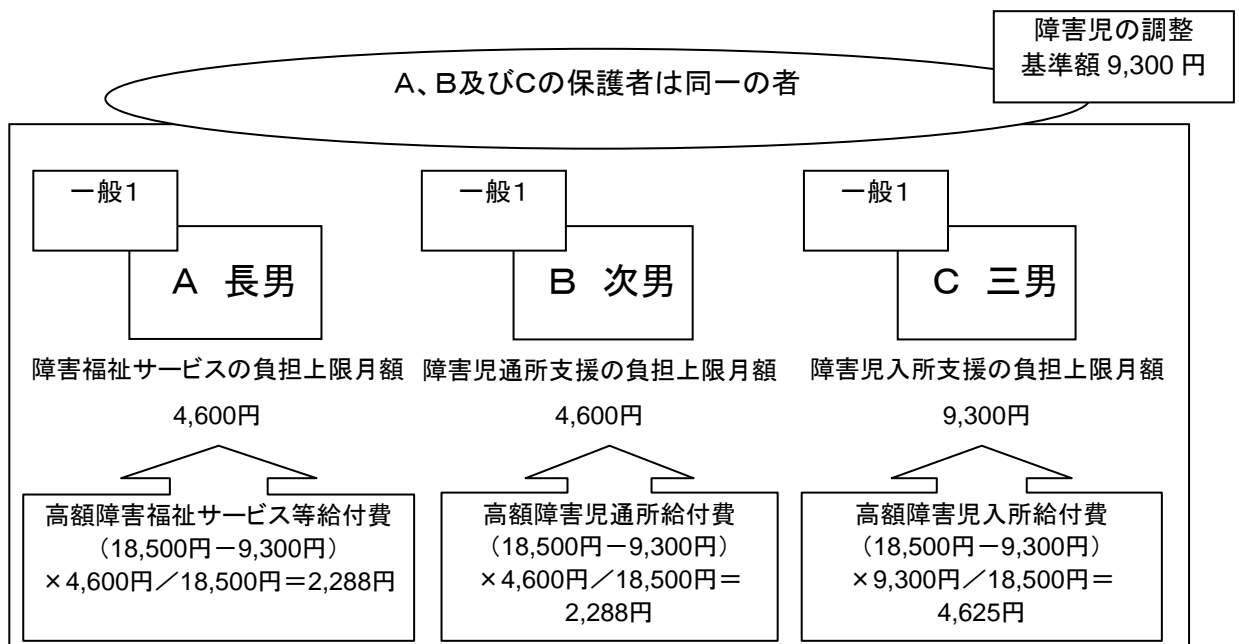 障害児の調整
基準額 9,300 円
A、B及びCの保護者は同一の者
一般1
A 長男
障害福祉サービスの負担上限月額
4,600円
高額障害福祉サービス等給付費
(18,500円－9,300円)
×4,600円／18,500円＝2,288円
一般1
B 次男
障害児通所支援の負担上限月額
4,600円
高額障害児通所給付費
(18,500円－9,300円)
×4,600円／18,500円＝
2,288円
一般1
C 三男
障害児入所支援の負担上限月額
9,300円
高額障害児入所給付費
(18,500円－9,300円)
×9,300円／18,500円＝
4,625円